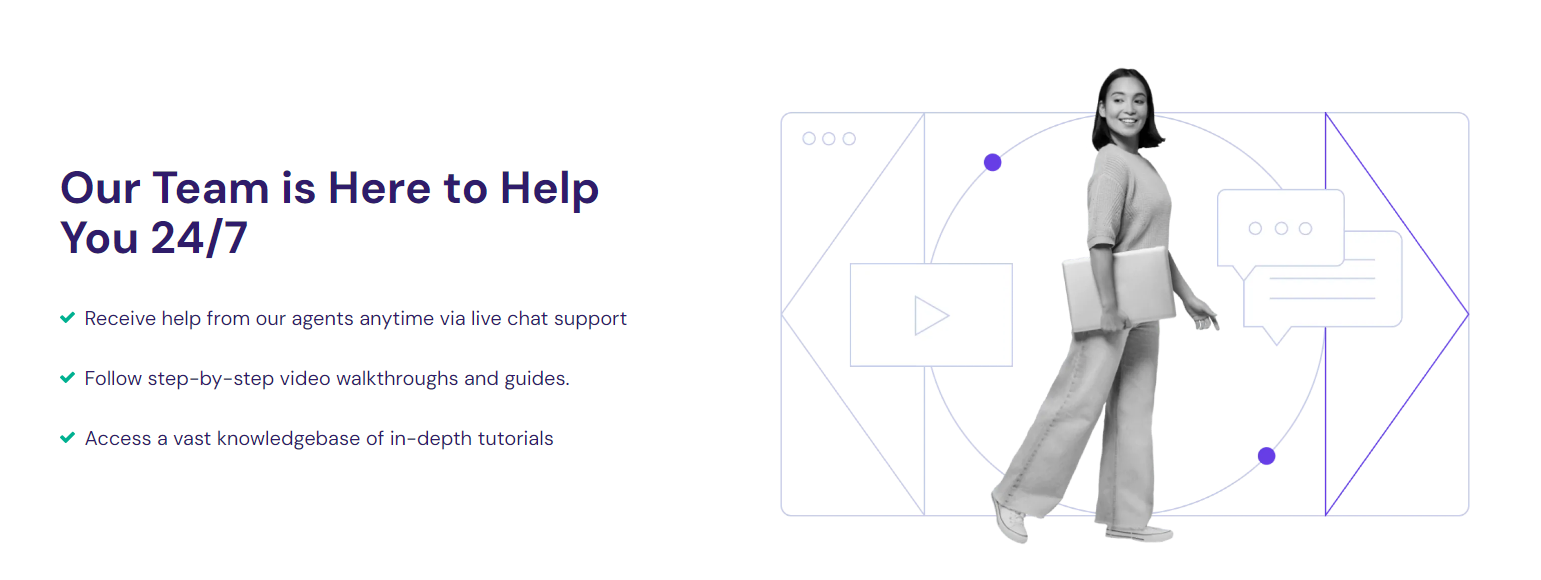 Our Team is Here to Help
You 24/7
Receive help from our agents anytime via live chat support
Follow step-by-step video walkthroughs and guides.
Access a vast knowledgebase of in-depth tutorials